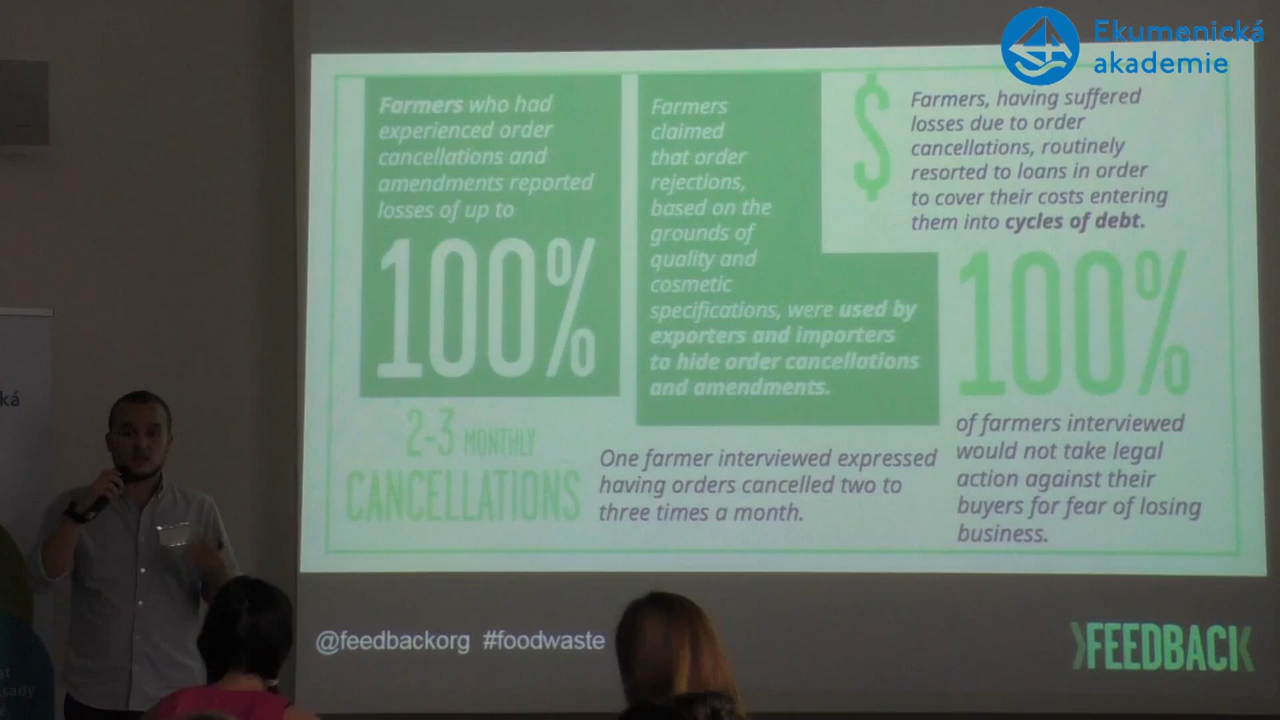 Ekumenická
akademie
Farmers who had
experienced order
cancellations and
amendments reported
losses of up to
100%
Farmers
claimed
that order
rejections,
based on the
grounds of
quality and
cosmetic
specifications, were used by
exporters and importers
to hide order cancellations
and amendments.
$
Farmers, having suffered
losses due to order
cancellations, routinely
resorted to loans in order
to cover their costs entering
them into cycles of debt.
2-3 MONTHLY
CANCELLATIONS
One farmer interviewed expressed
having orders cancelled two to
three times a month.
100%
of farmers interviewed
would not take legal
action against their
buyers for fear of losing
business.
@feedbackorg #foodwaste
FEEDBACK
ká